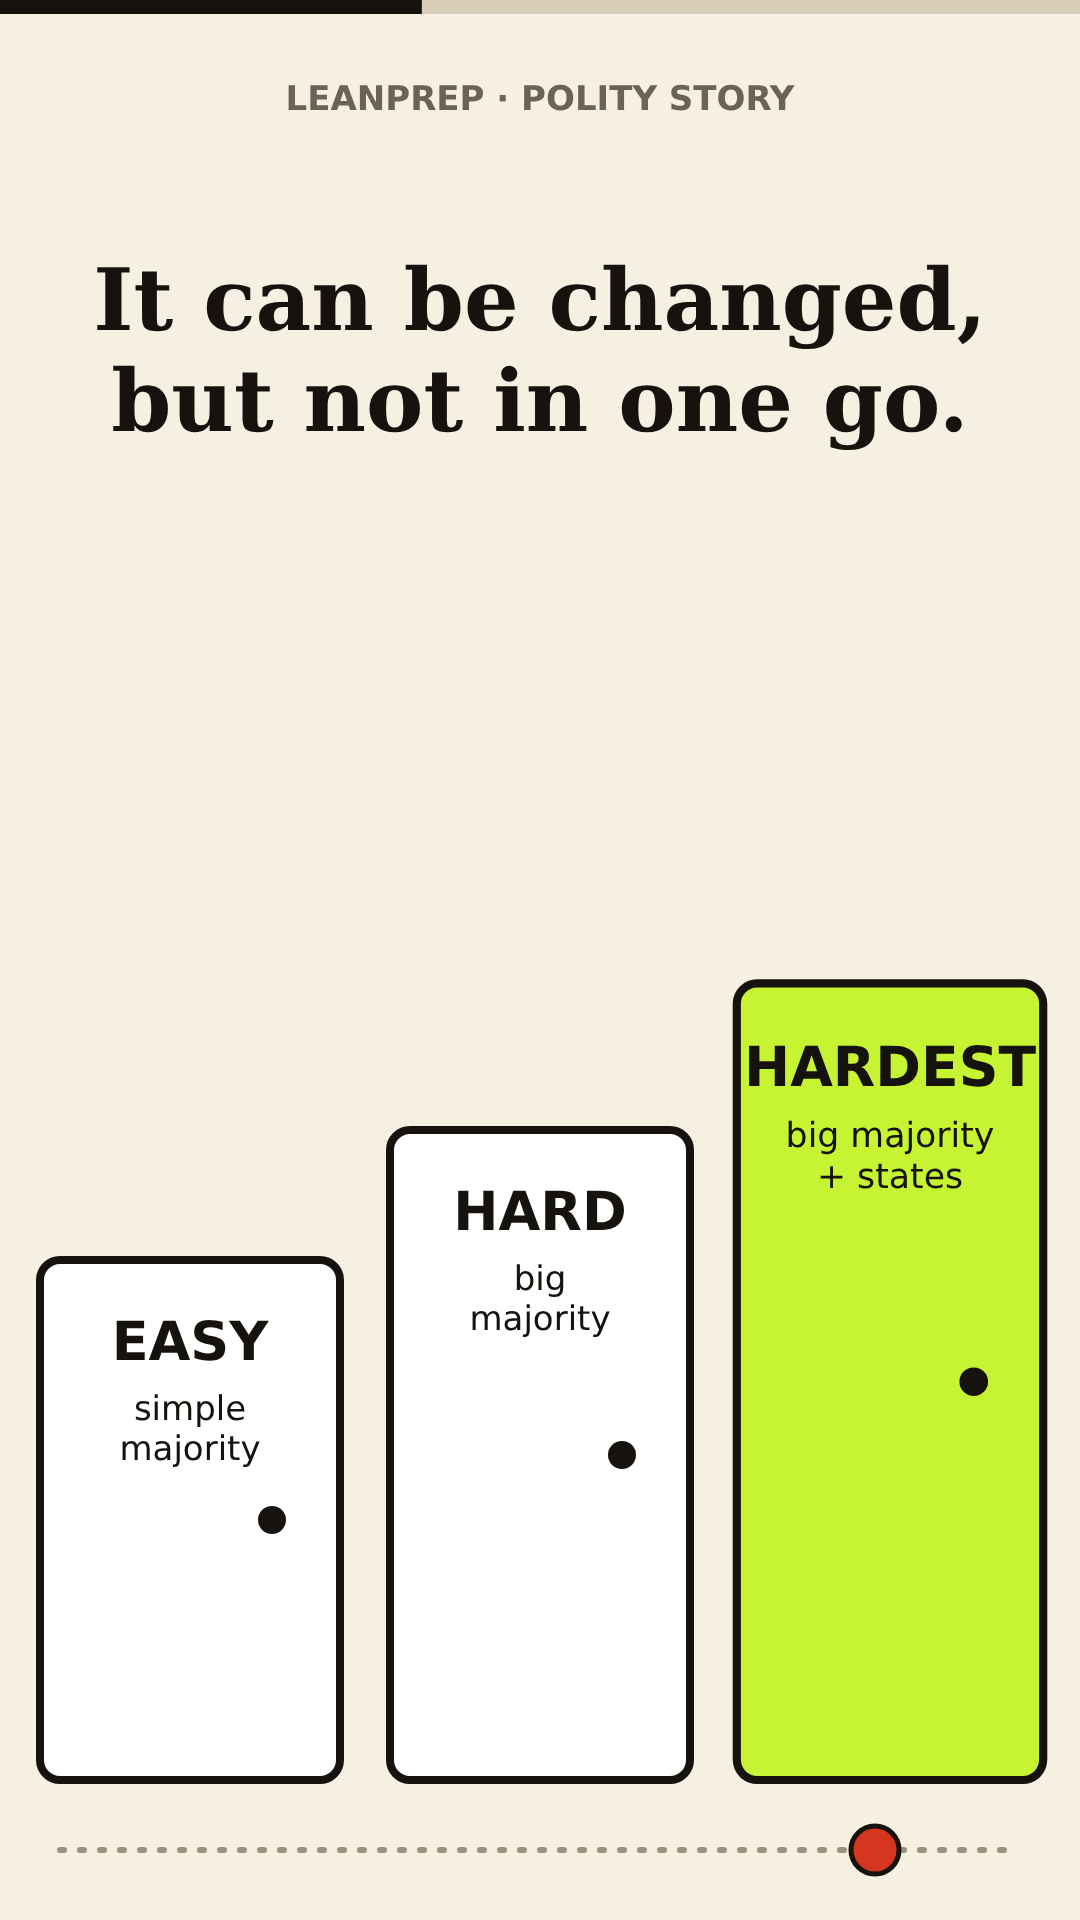 LEANPREP · POLITY STORY
It can be changed,
but not in one go.
EASY
simple
majority
HARD
big
majority
HARDEST
big majority
+ states